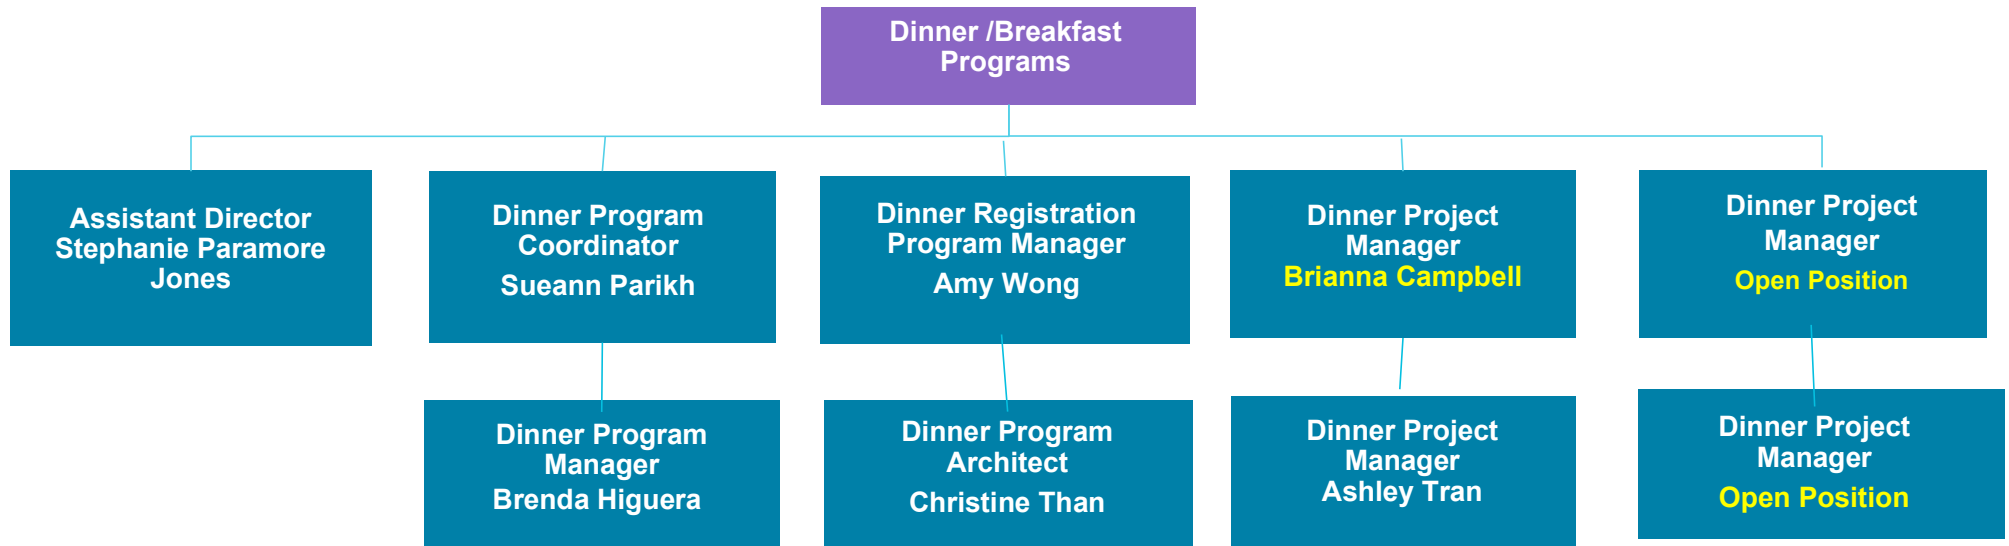 Dinner /Breakfast
Programs
Assistant Director
Stephanie Paramore
Jones
Dinner Program
Coordinator
Sueann Parikh
Dinner Registration
Program Manager
Amy Wong
Dinner Project
Manager
Brianna Campbell
Dinner Project
Manager
Open Position
Dinner Program
Manager
Brenda Higuera
Dinner Program
Architect
Christine Than
Dinner Project
Manager
Ashley Tran
Dinner Project
Manager
Open Position